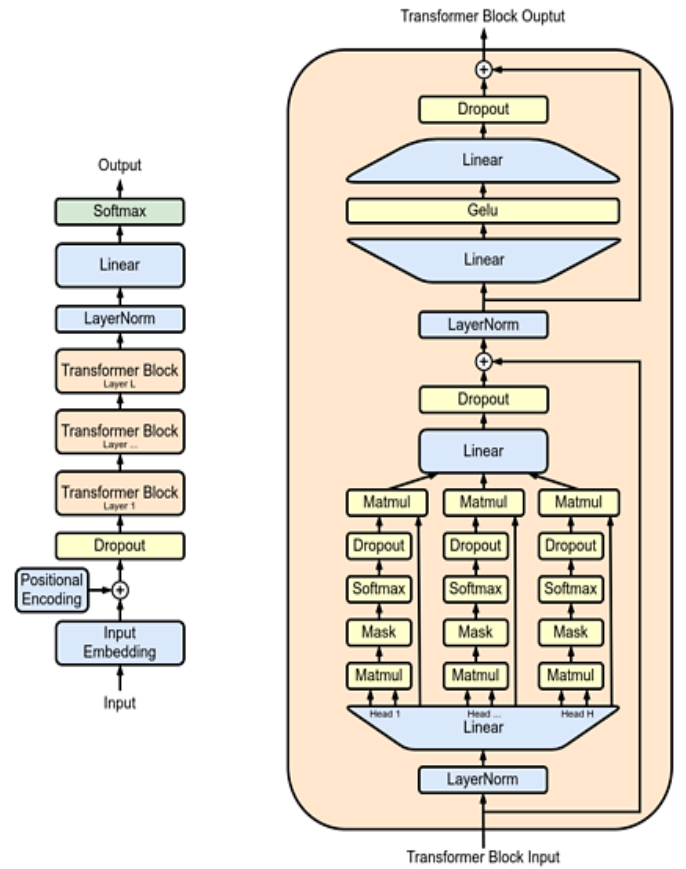 Output
Softmax
Linear
LayerNorm
Transformer Block
Layer L
Transformer Block
Layer ...
Transformer Block
Layer 1
Dropout
Positional
Encoding
Input
Embedding
Input
Transformer Block Ouptut
Dropout
Linear
Gelu
Linear
LayerNorm
Dropout
Linear
Matmul Matmul Matmul
Dropout Dropout Dropout
Softmax Softmax Softmax
Mask Mask Mask
Matmul Matmul Matmul
Head 1 Head ... Head H
Linear
LayerNorm
Transformer Block Input